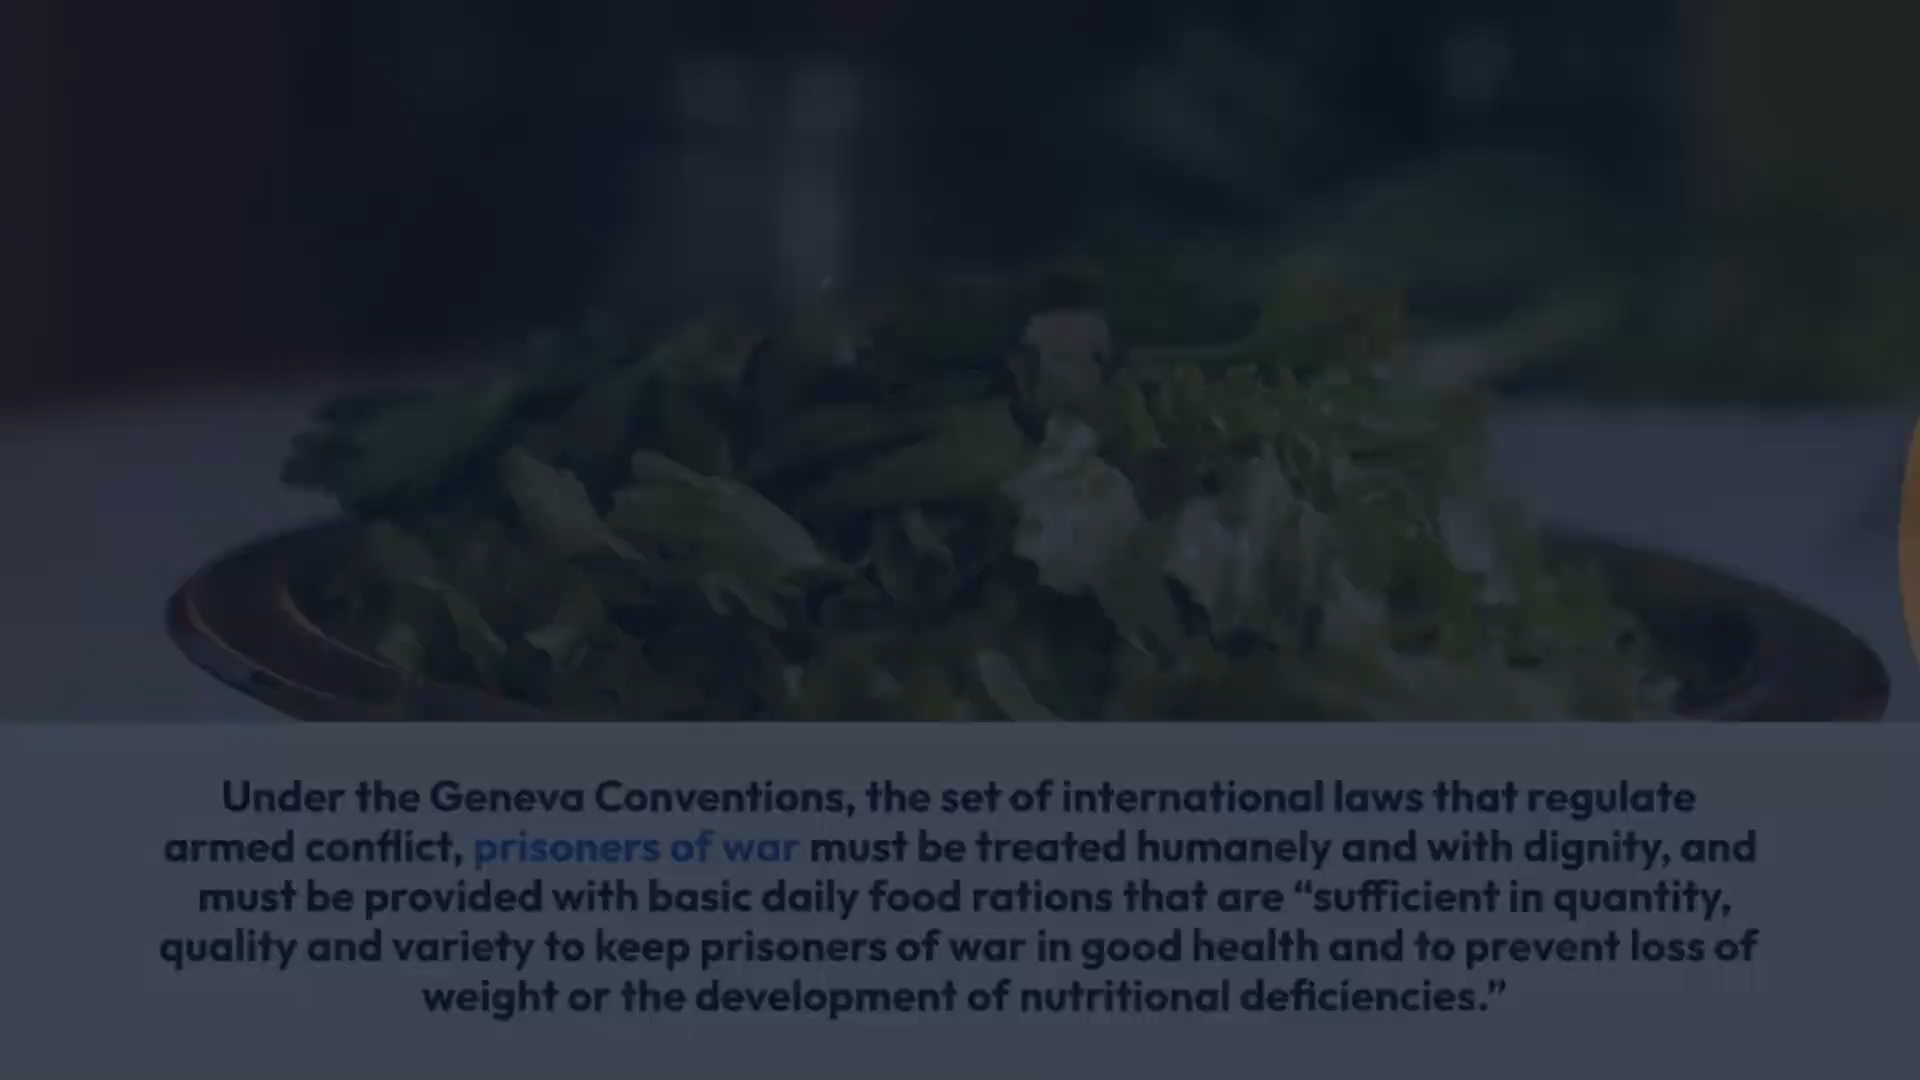 Under the Geneva Conventions, the set of international laws that regulate
armed conflict, prisoners of war must be treated humanely and with dignity, and
must be provided with basic daily food rations that are “sufficient in quantity,
quality and variety to keep prisoners of war in good health and to prevent loss of
weight or the development of nutritional deficiencies.”